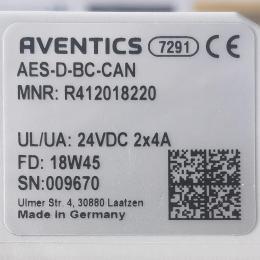 AVENTICS 7291 CE
AES-D-BC-CAN
MNR: R412018220
UL/UA: 24VDC 2x4A
FD: 18W45
SN:009670
Ulmer Str. 4, 30880 Laatzen
Made in Germany